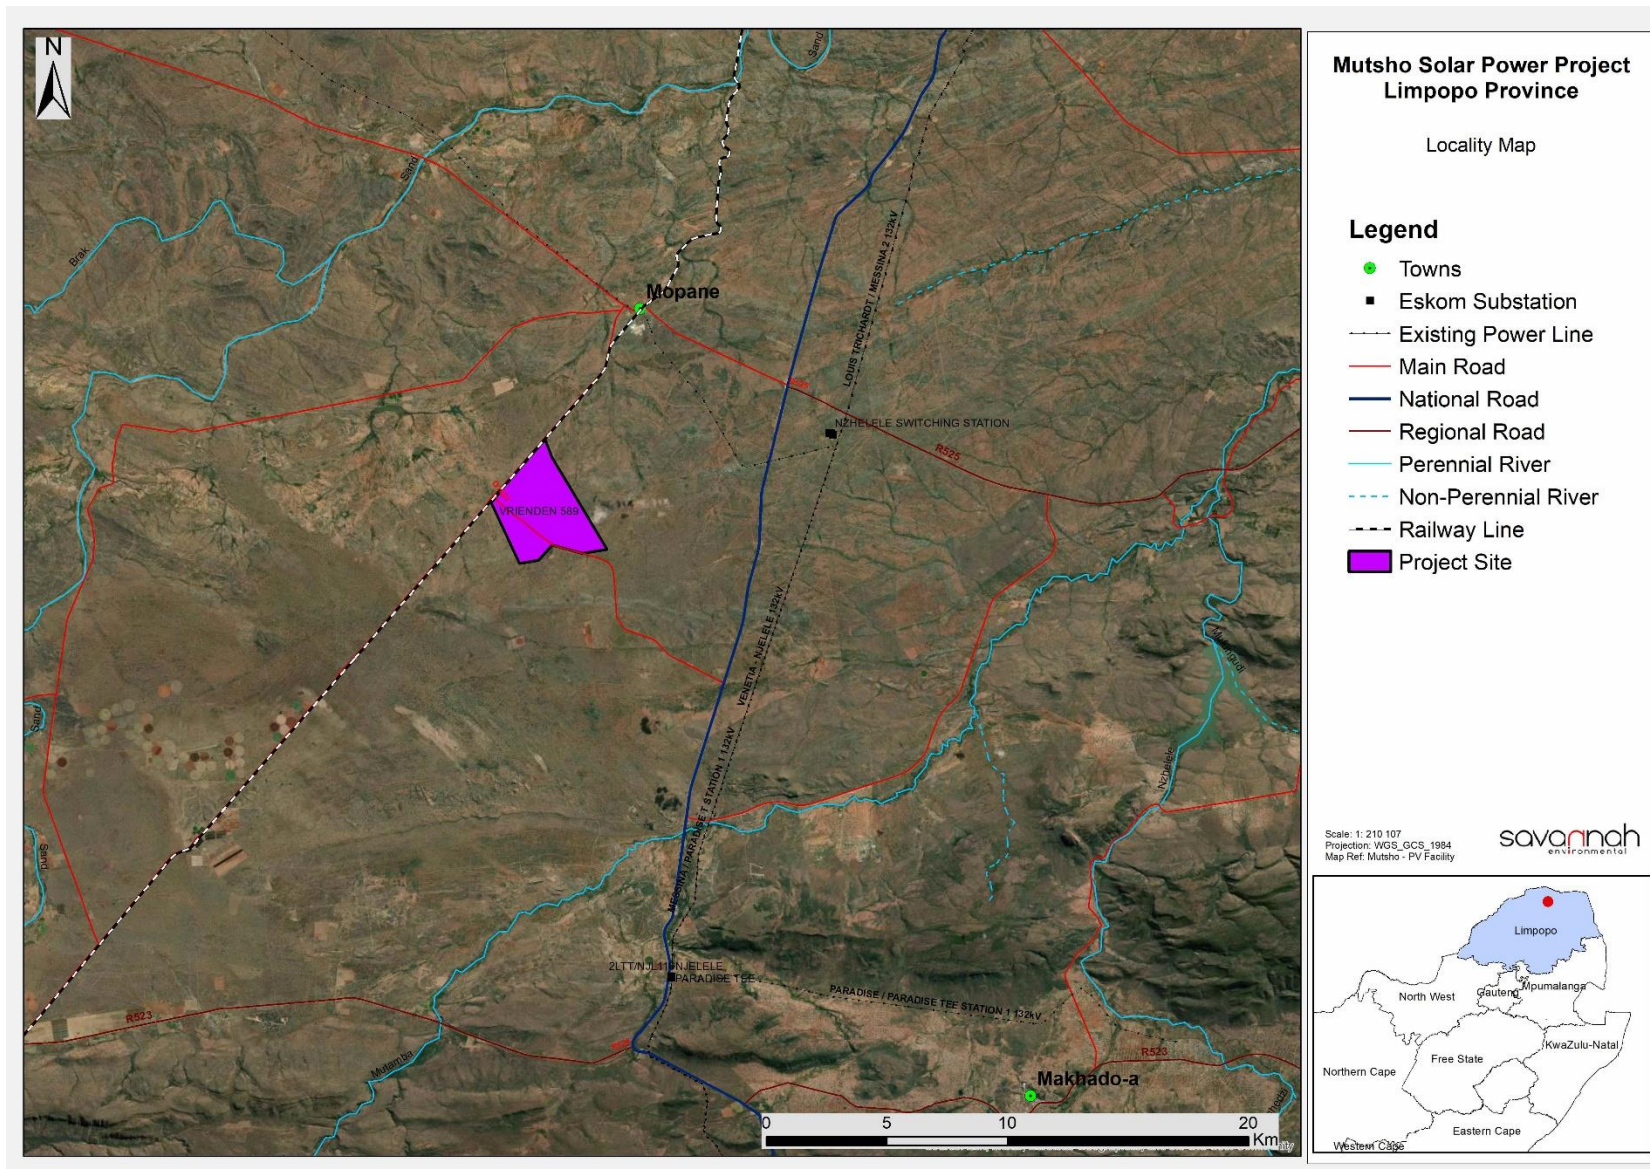 N
Sand
Sand
Brak
Mopane
LOUIS TRICHARDT / MESSINA 2 132kV
NZHELELE SWITCHING STATION
R525
VRIENDEN 589
VENETIA - NJELELE 132kV
Sand
Nzhelele
MESSINA / PARADISE T STATION 1 132kV
Sand
PARADISE TEE
PARADISE / PARADISE TEE STATION 1 132kV
R523
R523
Mutamba
Makhado-a
0 5 10 20
Km
Mutsho Solar Power Project
Limpopo Province
Locality Map
Legend
Towns
Eskom Substation
Existing Power Line
Main Road
National Road
Regional Road
Perennial River
Non-Perennial River
Railway Line
Project Site
Scale: 1: 210 107
Projection: WGS_GCS_1984
Map Ref: Mutsho - PV Facility
savannah
environmental
Limpopo
North West
Gauteng
Mpumalanga
Free State
KwaZulu-Natal
Northern Cape
Eastern Cape
Western Cape